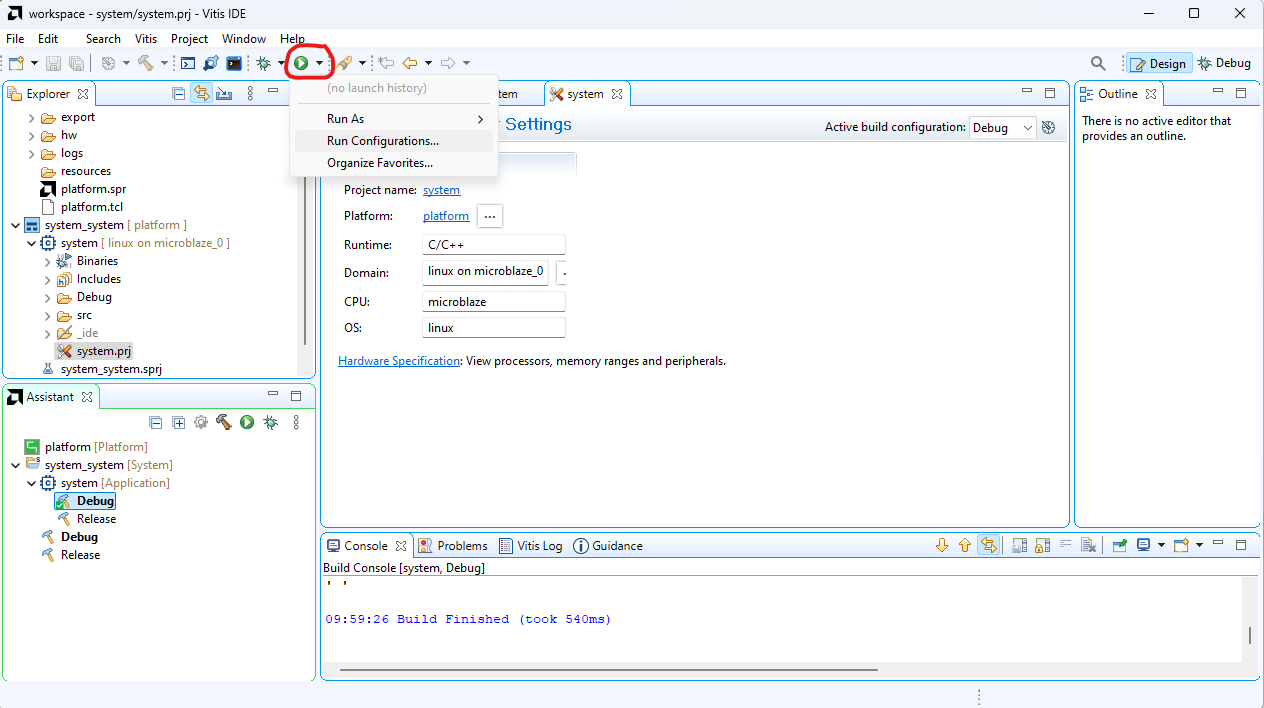 workspace - system/system.prj - Vitis IDE
File Edit Search Vitis Project Window Help
Design Debug
Explorer
export
hw
logs
resources
platform.spr
platform.tcl
system_system [ platform ]
system [ linux on microblaze_0 ]
Binaries
Includes
Debug
src
_ide
system.prj
system_system.sprj
(no launch history)
Run As
Run Configurations...
Organize Favorites...
system
Settings
Active build configuration: Debug
Project name: system
Platform: platform ...
Runtime: C/C++
Domain: linux on microblaze_0
CPU: microblaze
OS: linux
Hardware Specification: View processors, memory ranges and peripherals.
Outline
There is no active editor that
provides an outline.
Assistant
platform [Platform]
system_system [System]
system [Application]
Debug
Release
Debug
Release
Console Problems Vitis Log Guidance
Build Console [system, Debug]
' '
09:59:26 Build Finished (took 540ms)